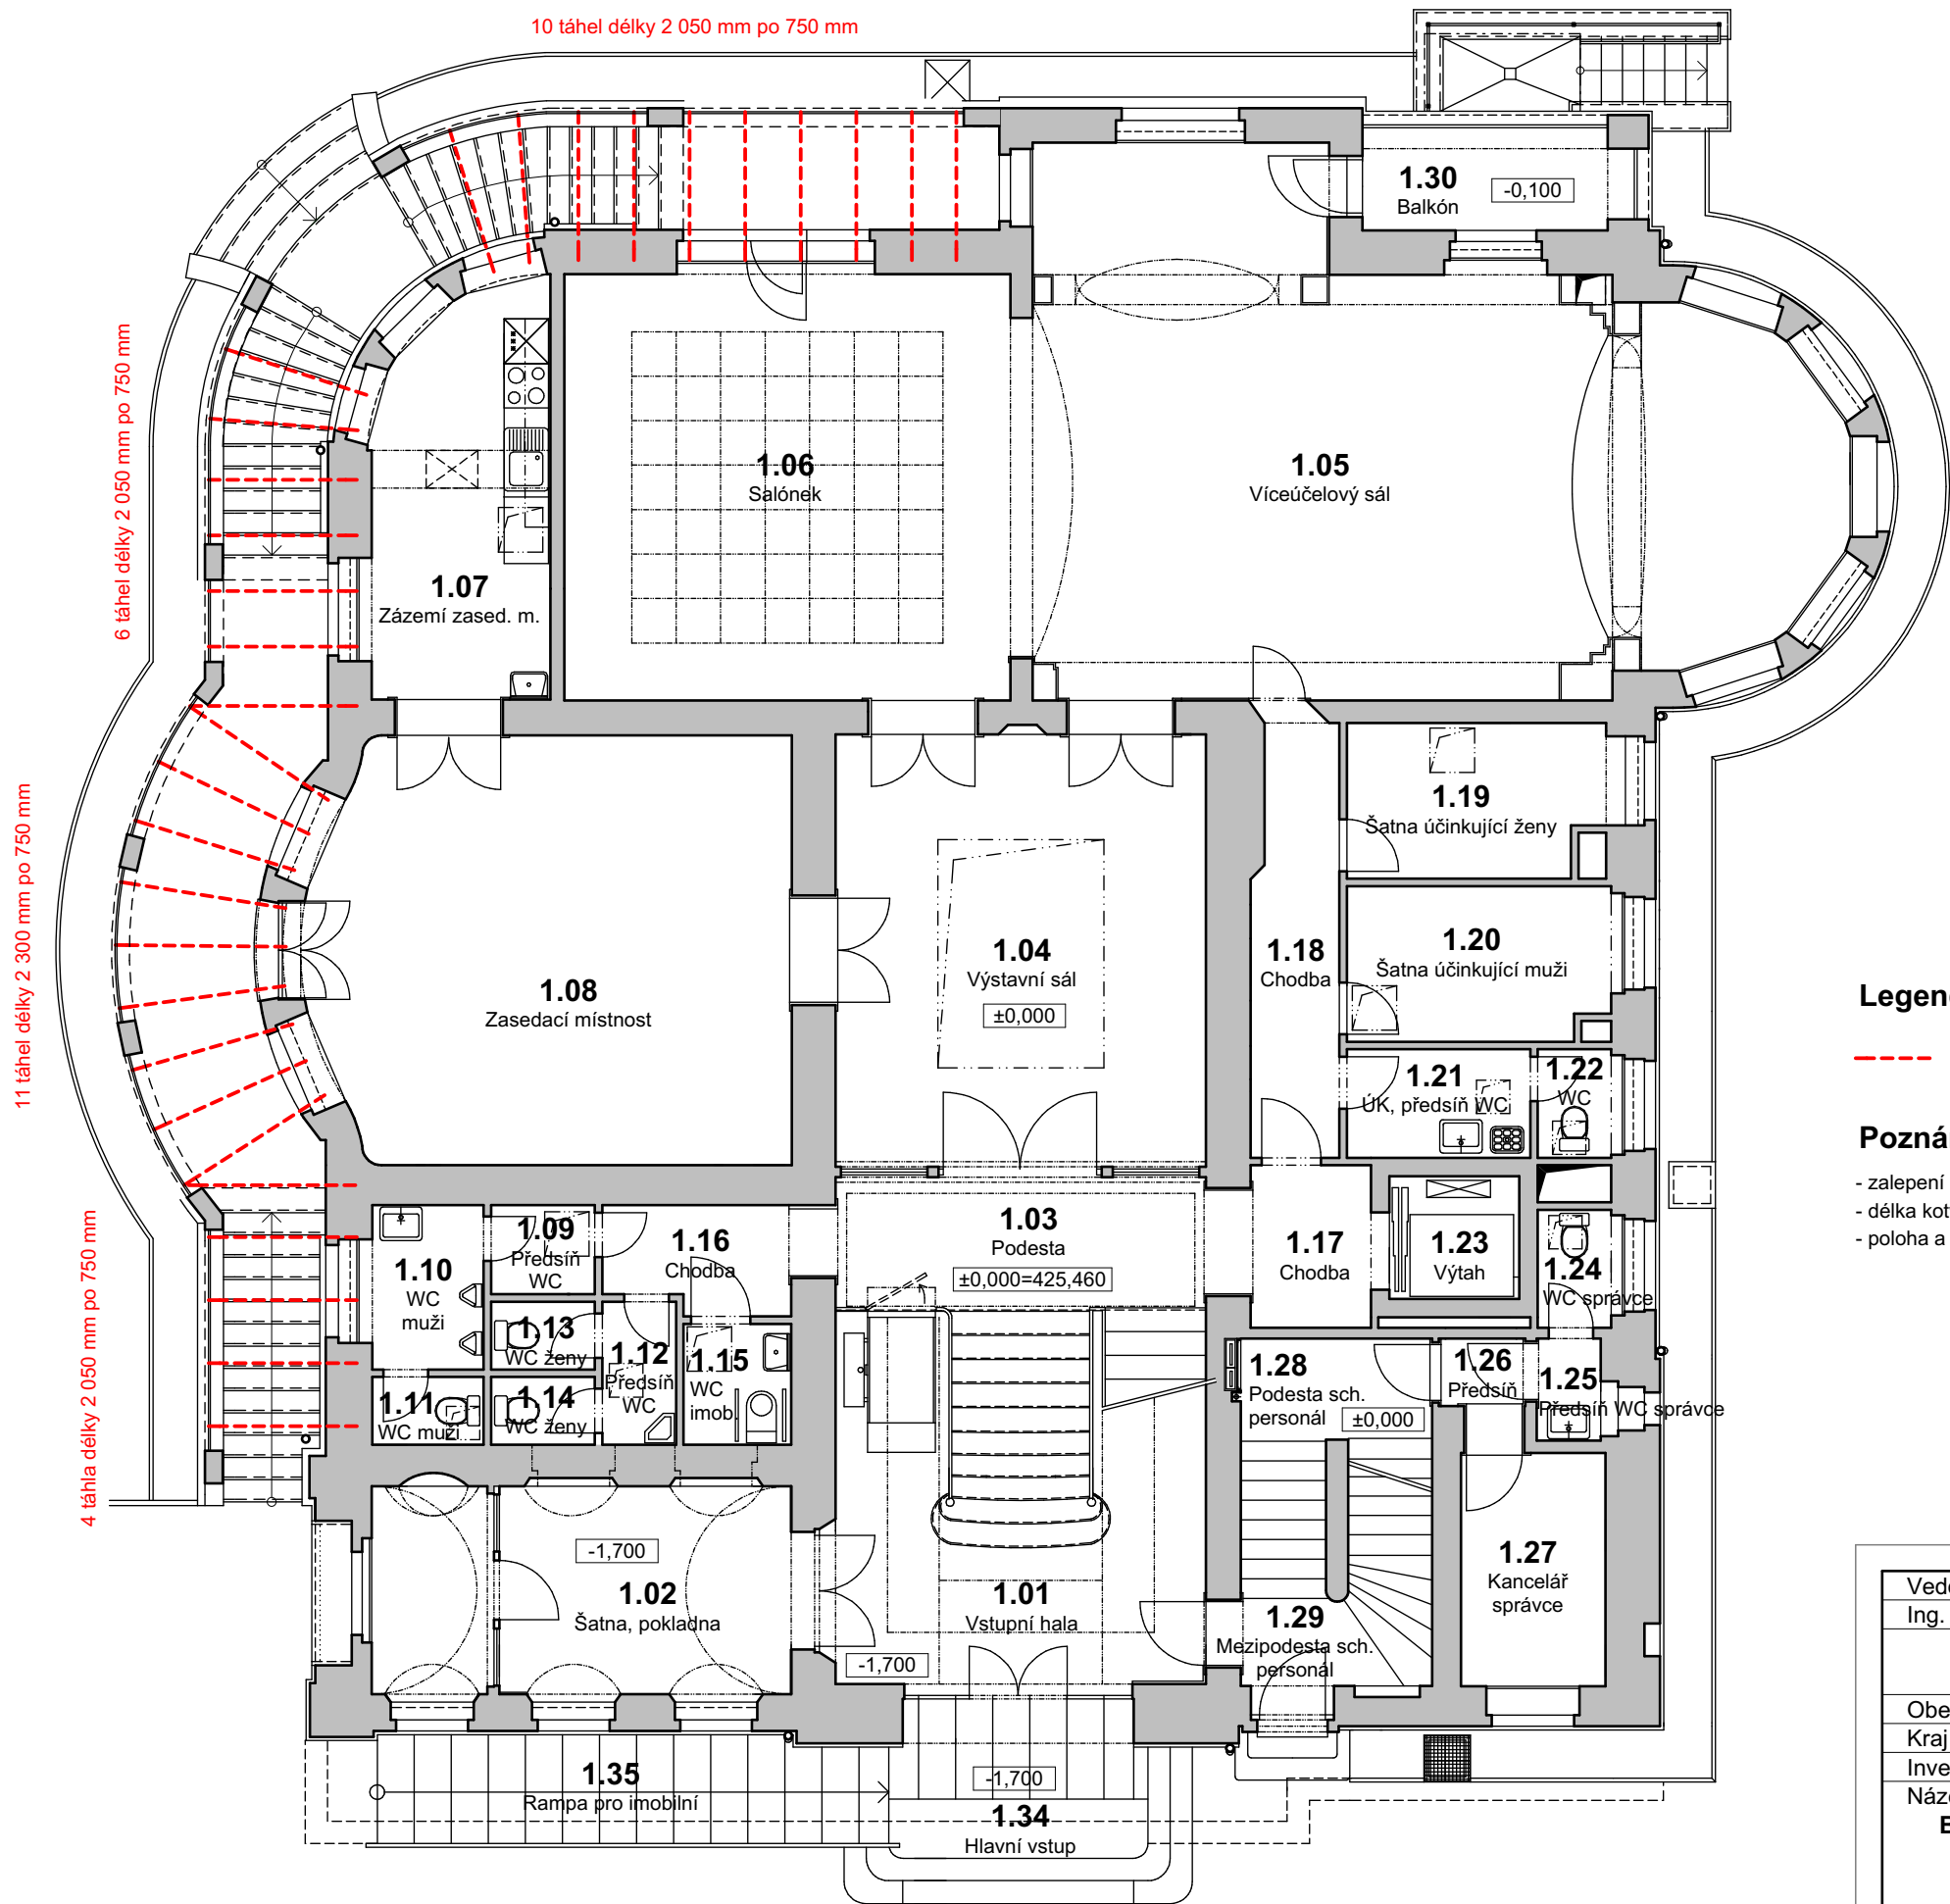 10 táhel délky 2 050 mm po 750 mm
1.30
Balkón
-0,100
6 táhel délky 2 050 mm po 750 mm
1.06
Salónek
1.05
Víceúčelový sál
1.07
Zázemí zased. m.
11 táhel délky 2 300 mm po 750 mm
1.19
Šatna účinkující ženy
1.20
Šatna účinkující muži
1.18
Chodba
1.04
Výstavní sál
±0,000
1.08
Zasedací místnost
1.21
ÚK, předsíň WC
1.22
WC
Legen
Pozná
- zalepení
- délka kot
- poloha a
4 táhla délky 2 050 mm po 750 mm
1.09
Předsíň
WC
1.10
WC
muži
1.16
Chodba
1.03
Podesta
±0,000=425,460
1.17
Chodba
1.23
Výtah
1.24
WC správce
1.13
WC ženy
1.12
Předsíň
WC
1.15
WC
imob.
1.11
WC muži
1.14
WC ženy
1.28
Podesta sch.
personál
±0,000
1.26
Předsíň
1.25
Předsíň WC správce
-1,700
1.02
Šatna, pokladna
1.01
Vstupní hala
-1,700
1.29
Mezipodesta sch.
personál
1.27
Kancelář
správce
1.35
Rampa pro imobilní
-1,700
1.34
Hlavní vstup
Ved
Ing.
Obe
Kraj
Inve
Náz